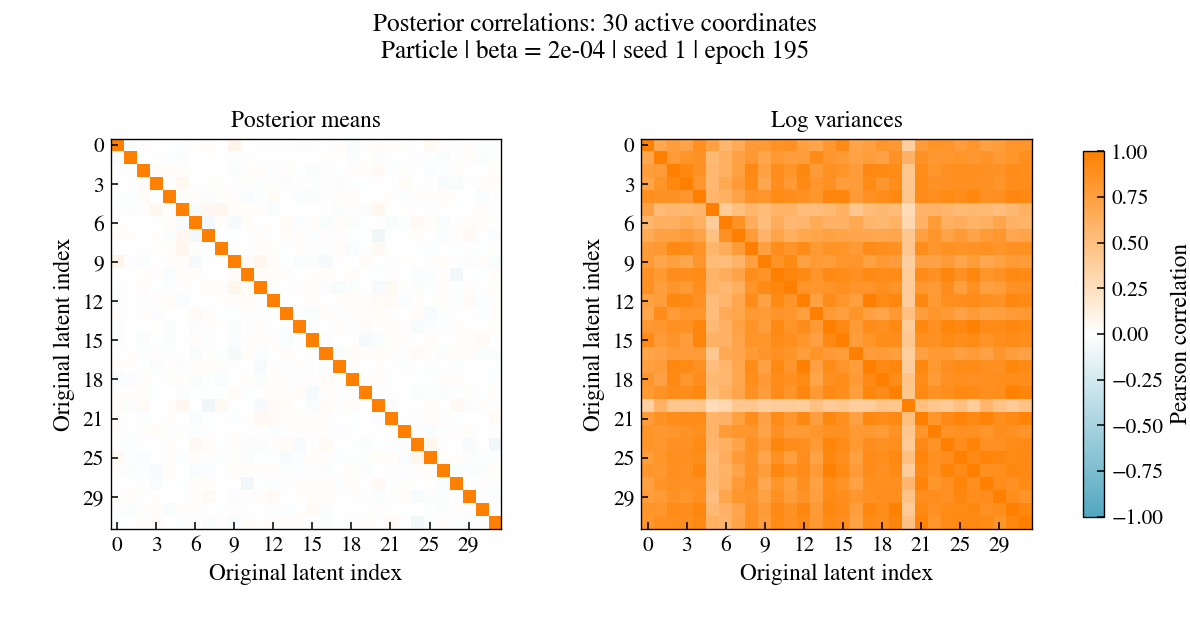 Posterior correlations: 30 active coordinates
Particle | beta = 2e-04 | seed 1 | epoch 195
Posterior means
Original latent index
0
3
6
9
12
15
18
21
25
29
0 3 6 9 12 15 18 21 25 29
Original latent index
Log variances
Original latent index
0
3
6
9
12
15
18
21
25
29
0 3 6 9 12 15 18 21 25 29
Original latent index
1.00
0.75
0.50
0.25
0.00
−0.25
−0.50
−0.75
−1.00
Pearson correlation